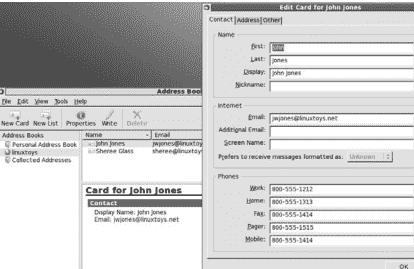 Edit Card for John Jones
Contact Address Other
Name
First: John
Last: Jones
Display: John Jones
Nickname:
Internet
Email: jwjones@linuxtoys.net
Additional Email:
Screen Name:
Prefers to receive messages formatted as: Unknown
Phones
Work: 800-555-1212
Home: 800-555-1313
Fax: 800-555-1414
Pager: 800-555-1515
Mobile: 800-555-1414
OK
Address Boo
File Edit View Tools Help
New Card New List Properties Write Delete
Address Books
Personal Address Book
linuxtoys
Collected Addresses
Name Email
John Jones jwjones@linuxto
Sheree Glass sheree@linuxtoys
Card for John Jones
Contact
Display Name: John Jones
Email: jwjones@linuxtoys.net